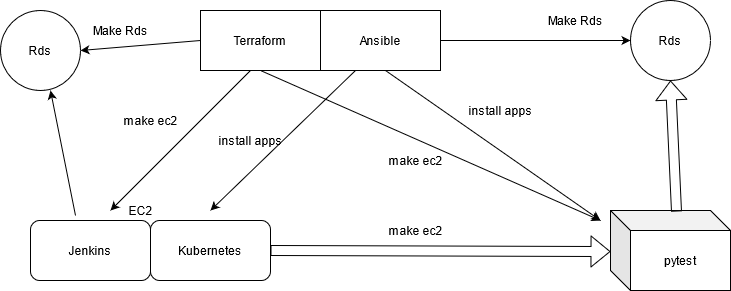 Make Rds
Rds
Make Rds
Terraform
Ansible
Rds
make ec2
install apps
install apps
make ec2
EC2
Jenkins
Kubernetes
make ec2
pytest